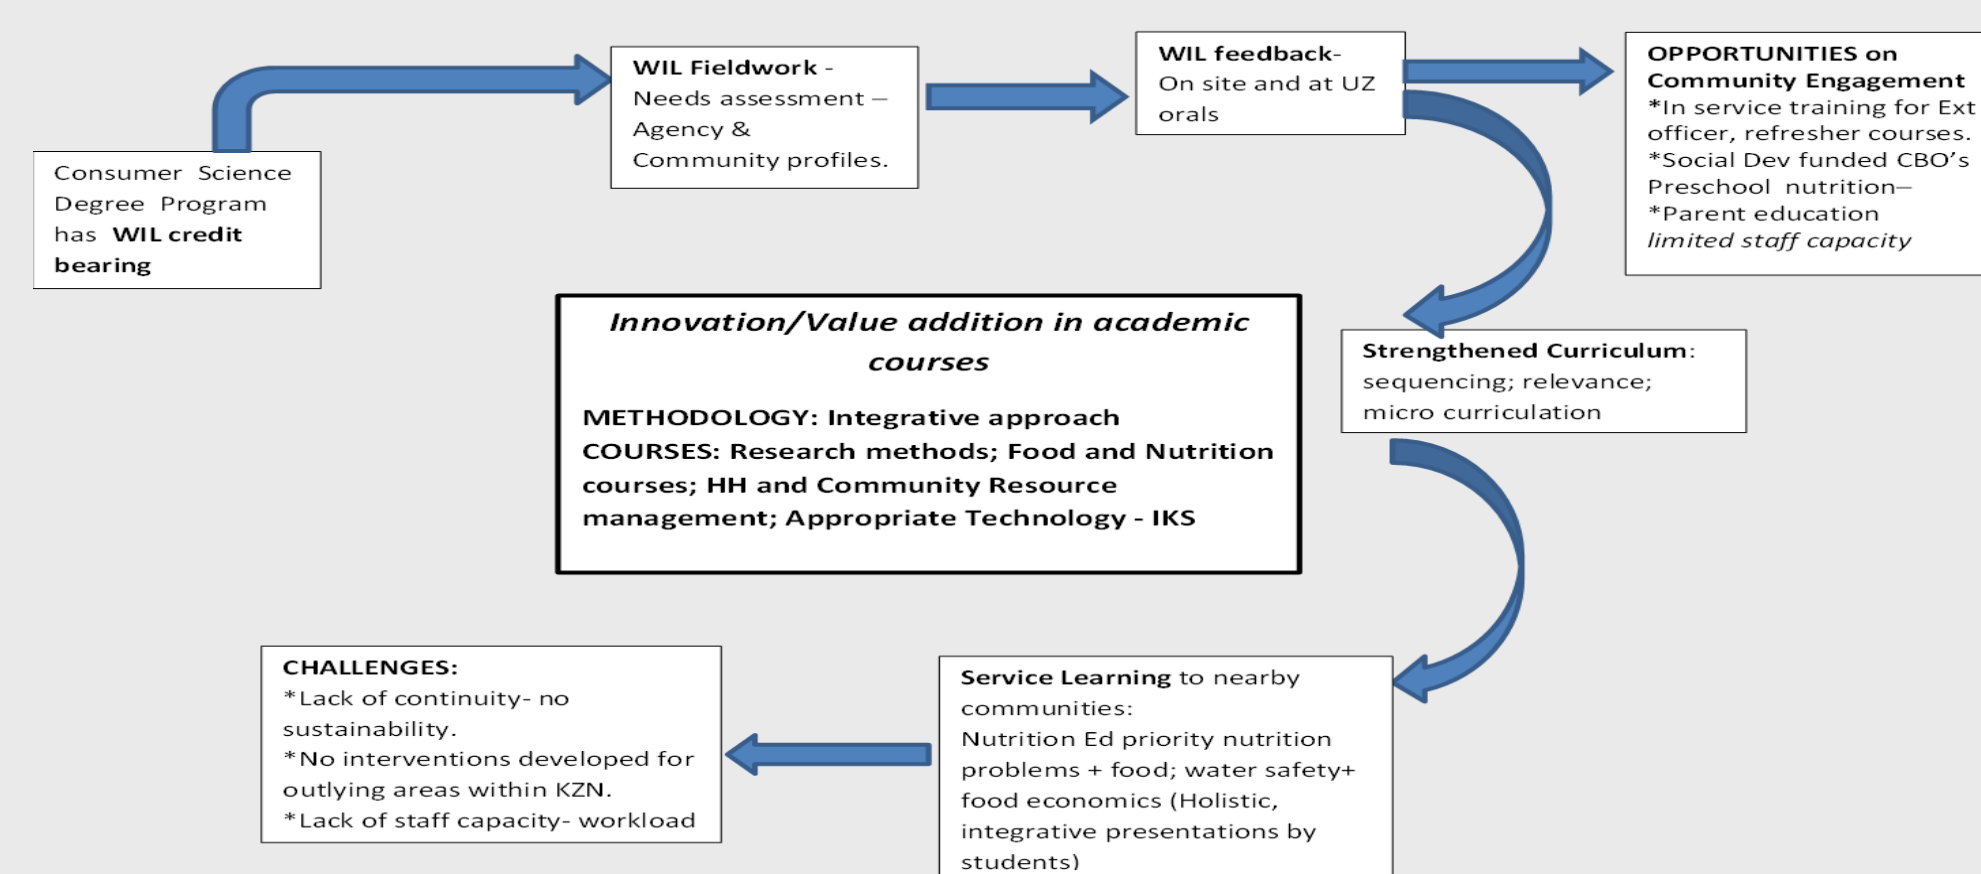 Consumer Science
Degree Program
has WIL credit
bearing
WIL Fieldwork -
Needs assessment –
Agency &
Community profiles.
WIL feedback-
On site and at UZ
orals
OPPORTUNITIES on
Community Engagement
*In service training for Ext
officer, refresher courses.
*Social Dev funded CBO’s
Preschool nutrition–
*Parent education
limited staff capacity
Innovation/Value addition in academic
courses
METHODOLOGY: Integrative approach
COURSES: Research methods; Food and Nutrition
courses; HH and Community Resource
management; Appropriate Technology - IKS
Strengthened Curriculum:
sequencing; relevance;
micro curriculation
Service Learning to nearby
communities:
Nutrition Ed priority nutrition
problems + food; water safety+
food economics (Holistic,
integrative presentations by
students)
CHALLENGES:
*Lack of continuity- no
sustainability.
*No interventions developed for
outlying areas within KZN.
*Lack of staff capacity- workload